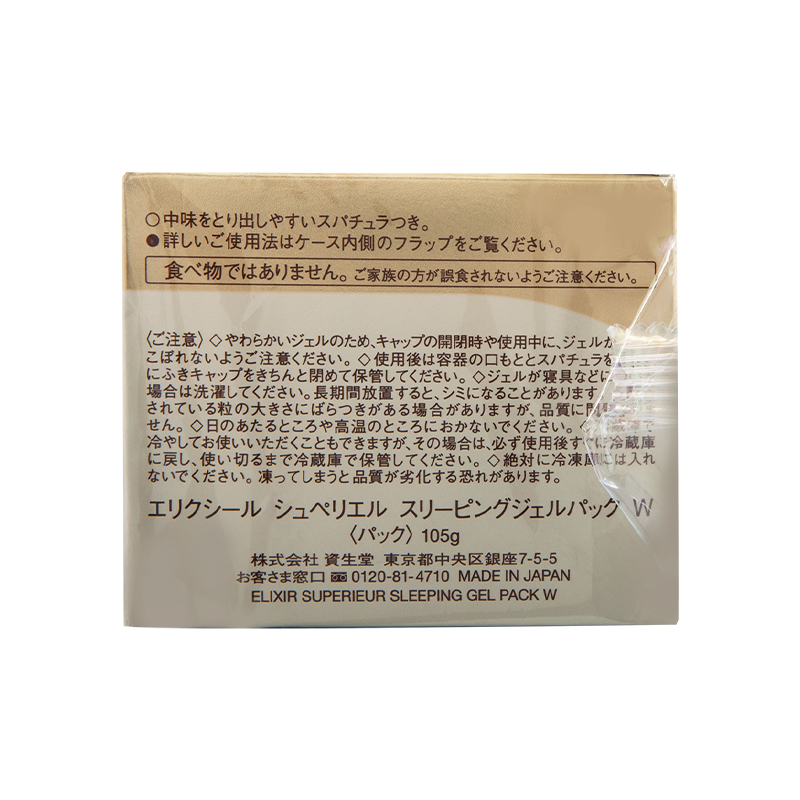 ○中味をとり出しやすいスパチュラつき。
●詳しいご使用法はケース内側のフラップをご覧ください。
食べ物ではありません。ご家族の方が誤食されないようご注意ください。
〈ご注意〉◇やわらかいジェルのため、キャップの開閉時や使用中に、ジェルが
こぼれないようご注意ください。◇使用後は容器の口もととスパチュラを
にふきキャップをきちんと閉めて保管してください。◇ジェルが寝具などに
場合は洗濯してください。長期間放置すると、シミになることがあります
されている粒の大きさにばらつきがある場合がありますが、品質に問
せん。◇日のあたるところや高温のところにおかないでください。◇ 蔵庫で
冷やしてお使いいただくこともできますが、その場合は、必ず使用後すぐに冷蔵庫
に戻し、使い切るまで冷蔵庫で保管してください。◇絶対に冷凍庫には入れ
ないでください。凍ってしまうと品質が劣化する恐れがあります。
エリクシール シュペリエル スリーピングジェルパック W
〈パック〉105g
株式会社 資生堂 東京都中央区銀座7-5-5
お客さま窓口 0120-81-4710 MADE IN JAPAN
ELIXIR SUPERIEUR SLEEPING GEL PACK W